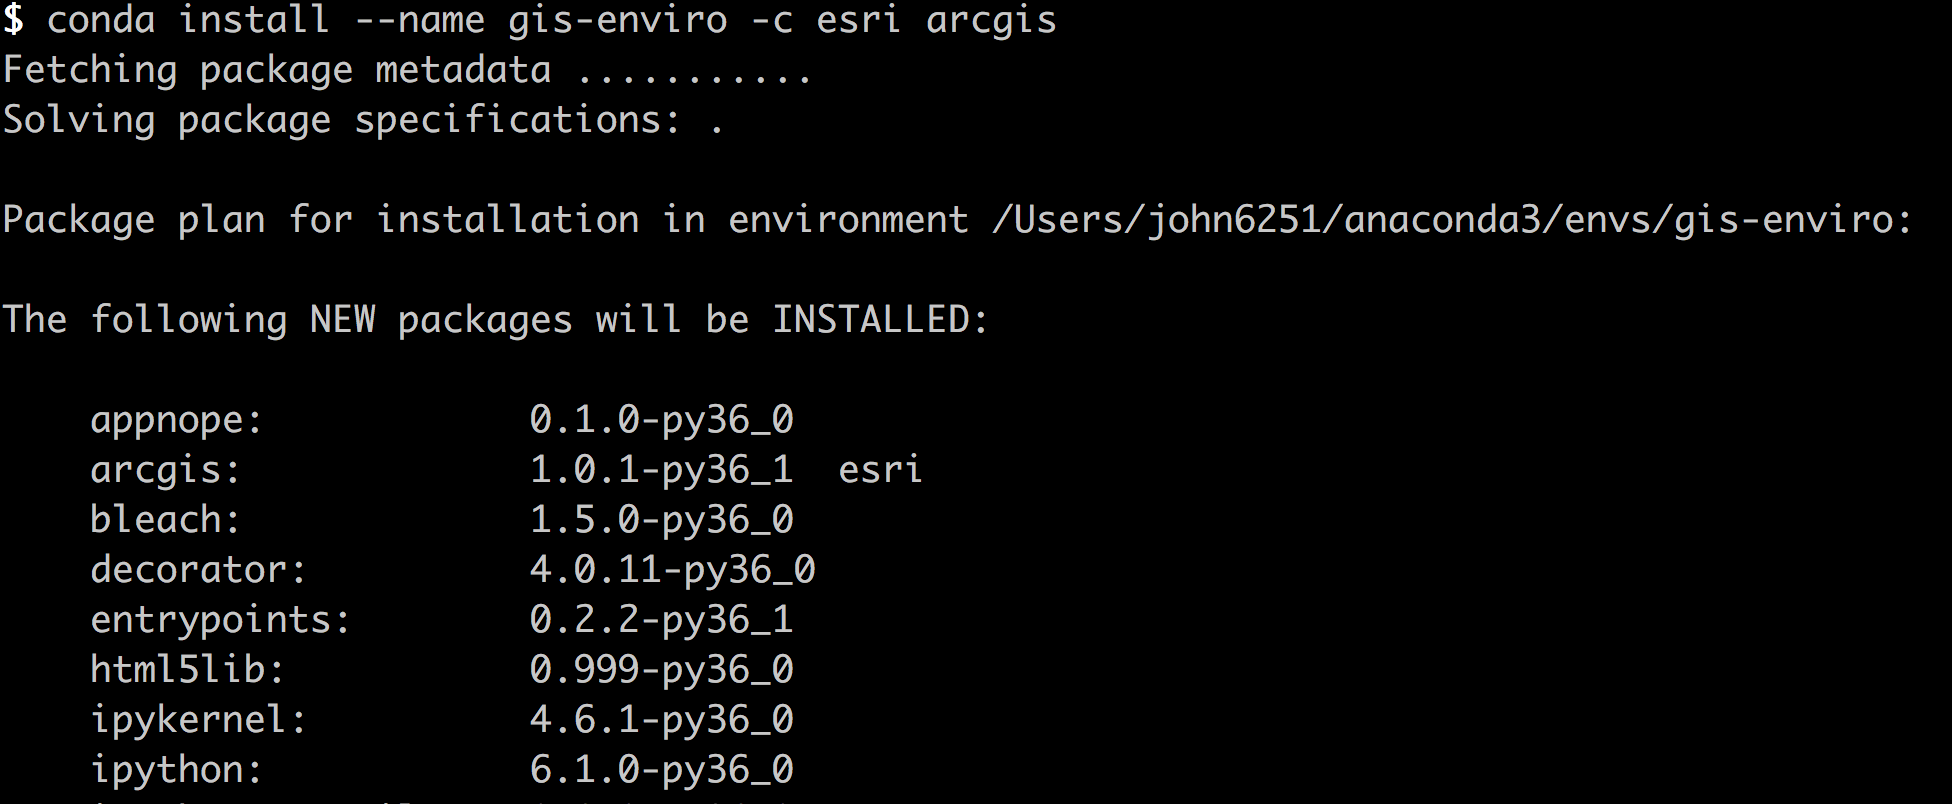 $ conda install --name gis-enviro -c esri arcgis
Fetching package metadata ...........
Solving package specifications: .
Package plan for installation in environment /Users/john6251/anaconda3/envs/gis-enviro:
The following NEW packages will be INSTALLED:
appnope: 0.1.0-py36_0
arcgis: 1.0.1-py36_1 esri
bleach: 1.5.0-py36_0
decorator: 4.0.11-py36_0
entrypoints: 0.2.2-py36_1
html5lib: 0.999-py36_0
ipykernel: 4.6.1-py36_0
ipython: 6.1.0-py36_0